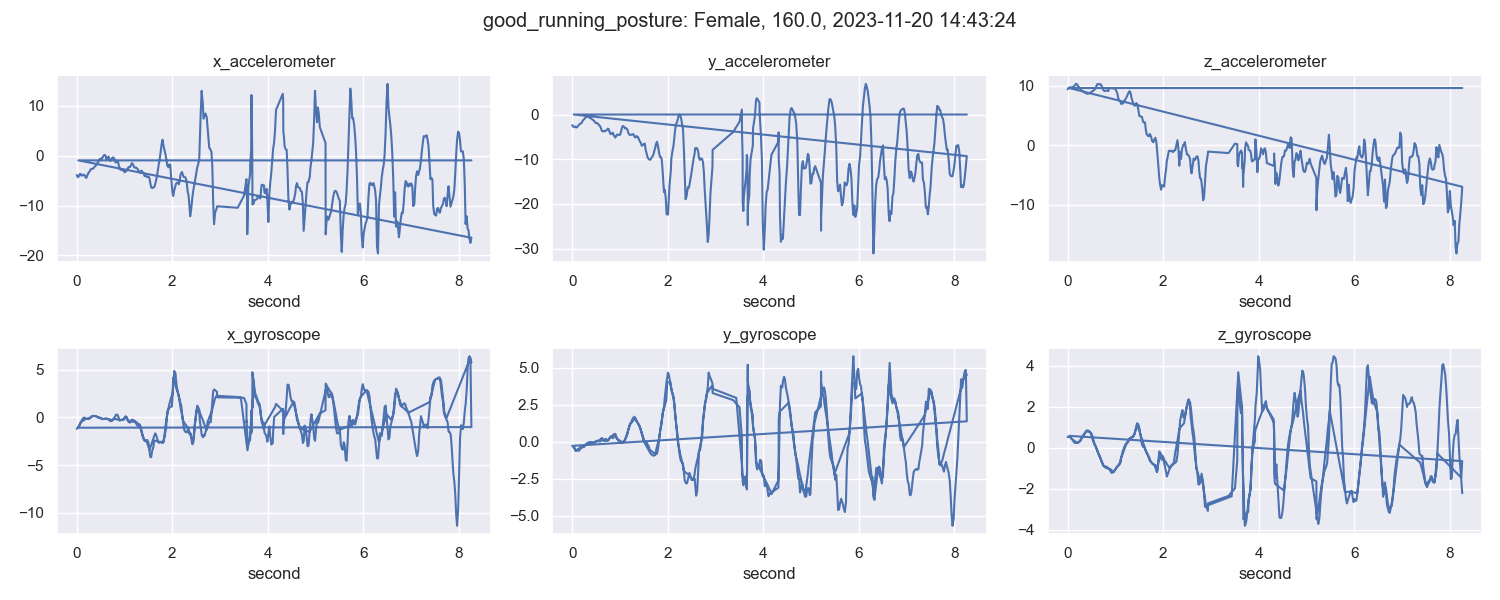 good_running_posture: Female, 160.0, 2023-11-20 14:43:24
x_accelerometer
10
0
−10
−20
0 2 4 6 8
second
y_accelerometer
0
−10
−20
−30
0 2 4 6 8
second
z_accelerometer
10
0
−10
0 2 4 6 8
second
x_gyroscope
5
0
−5
−10
0 2 4 6 8
second
y_gyroscope
5.0
2.5
0.0
−2.5
−5.0
0 2 4 6 8
second
z_gyroscope
4
2
0
−2
−4
0 2 4 6 8
second